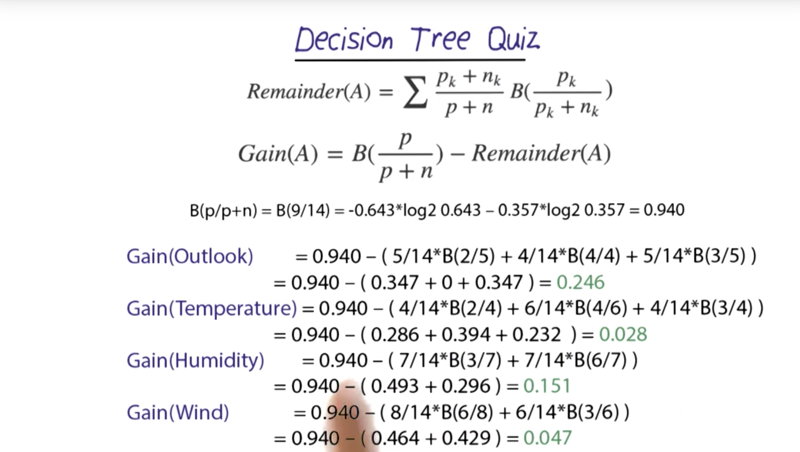 Decision Tree Quiz
Remainder(A) = ∑ \frac{p_k + n_k}{p + n} B(\frac{p_k}{p_k + n_k})
Gain(A) = B(\frac{p}{p + n}) − Remainder(A)
B(p/p+n) = B(9/14) = -0.643*log2 0.643 – 0.357*log2 0.357 = 0.940
Gain(Outlook) = 0.940 – ( 5/14*B(2/5) + 4/14*B(4/4) + 5/14*B(3/5) )
= 0.940 – ( 0.347 + 0 + 0.347 ) = 0.246
Gain(Temperature) = 0.940 – ( 4/14*B(2/4) + 6/14*B(4/6) + 4/14*B(3/4) )
= 0.940 – ( 0.286 + 0.394 + 0.232 ) = 0.028
Gain(Humidity) = 0.940 – ( 7/14*B(3/7) + 7/14*B(6/7) )
= 0.940 – ( 0.493 + 0.296 ) = 0.151
Gain(Wind) = 0.940 – ( 8/14*B(6/8) + 6/14*B(3/6) )
= 0.940 – ( 0.464 + 0.429 ) = 0.047